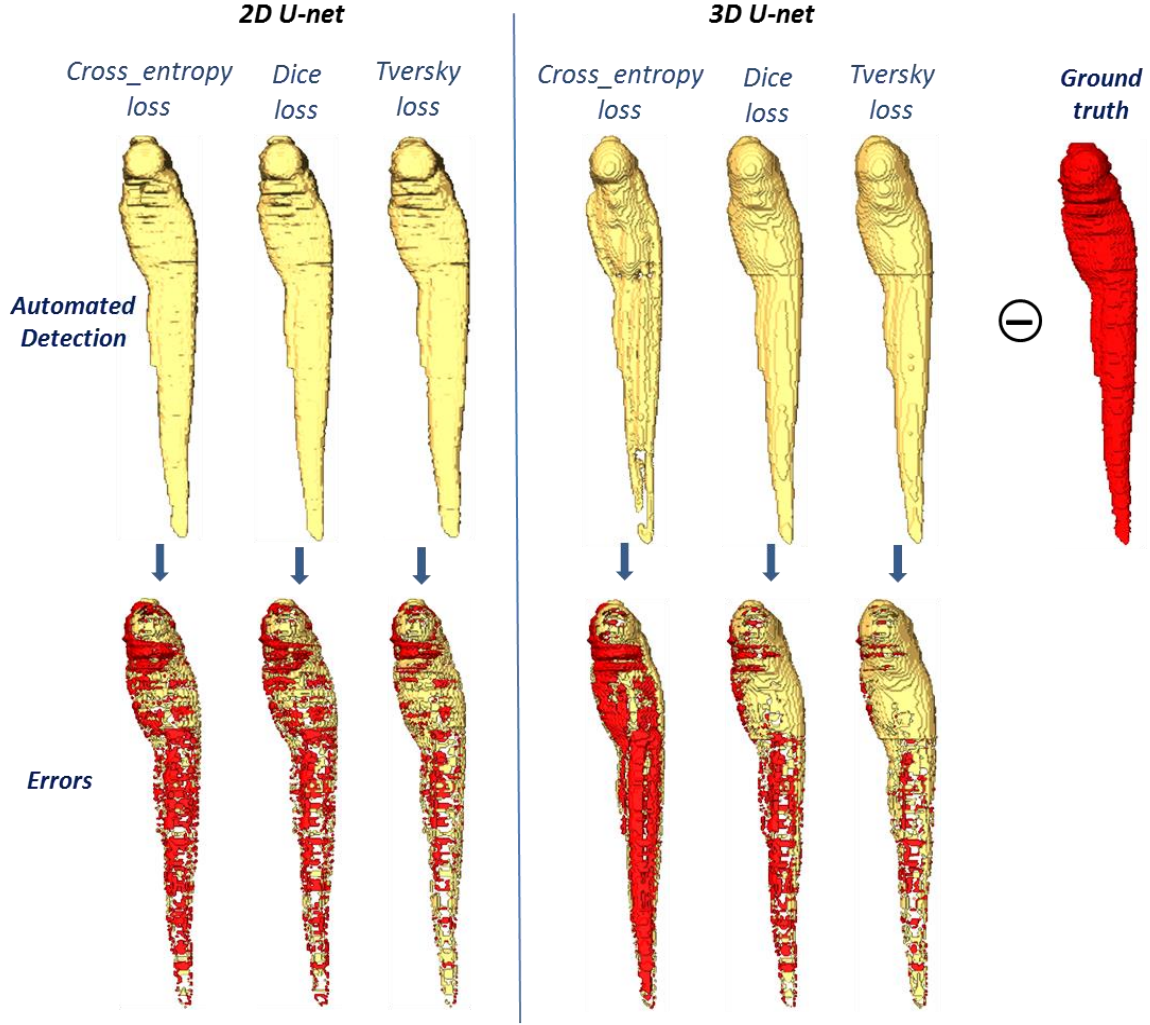 2D U-net
3D U-net
Cross_entropy
loss
Dice
loss
Tversky
loss
Cross_entropy
loss
Dice
loss
Tversky
loss
Ground
truth
Automated
Detection
Errors